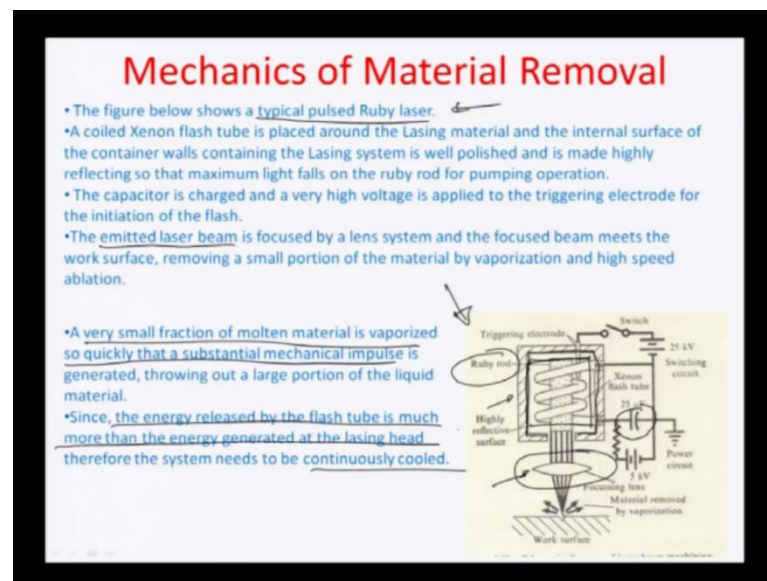 Mechanics of Material Removal
• The figure below shows a typical pulsed Ruby laser.
•A coiled Xenon flash tube is placed around the Lasing material and the internal surface of
the container walls containing the Lasing system is well polished and is made highly
reflecting so that maximum light falls on the ruby rod for pumping operation.
• The capacitor is charged and a very high voltage is applied to the triggering electrode for
the initiation of the flash.
•The emitted laser beam is focused by a lens system and the focused beam meets the
work surface, removing a small portion of the material by vaporization and high speed
ablation.
•A very small fraction of molten material is vaporized
so quickly that a substantial mechanical impulse is
generated, throwing out a large portion of the liquid
material.
•Since, the energy released by the flash tube is much
more than the energy generated at the lasing head
therefore the system needs to be continuously cooled.
Switch
Triggering electrode
25 kV
Ruby rod
Switching
circuit
Xenon
flash tube
25
Highly
reflective
surface
Power
circuit
5 kV
Focussing lens
Material removed
by vaporization
Work surface